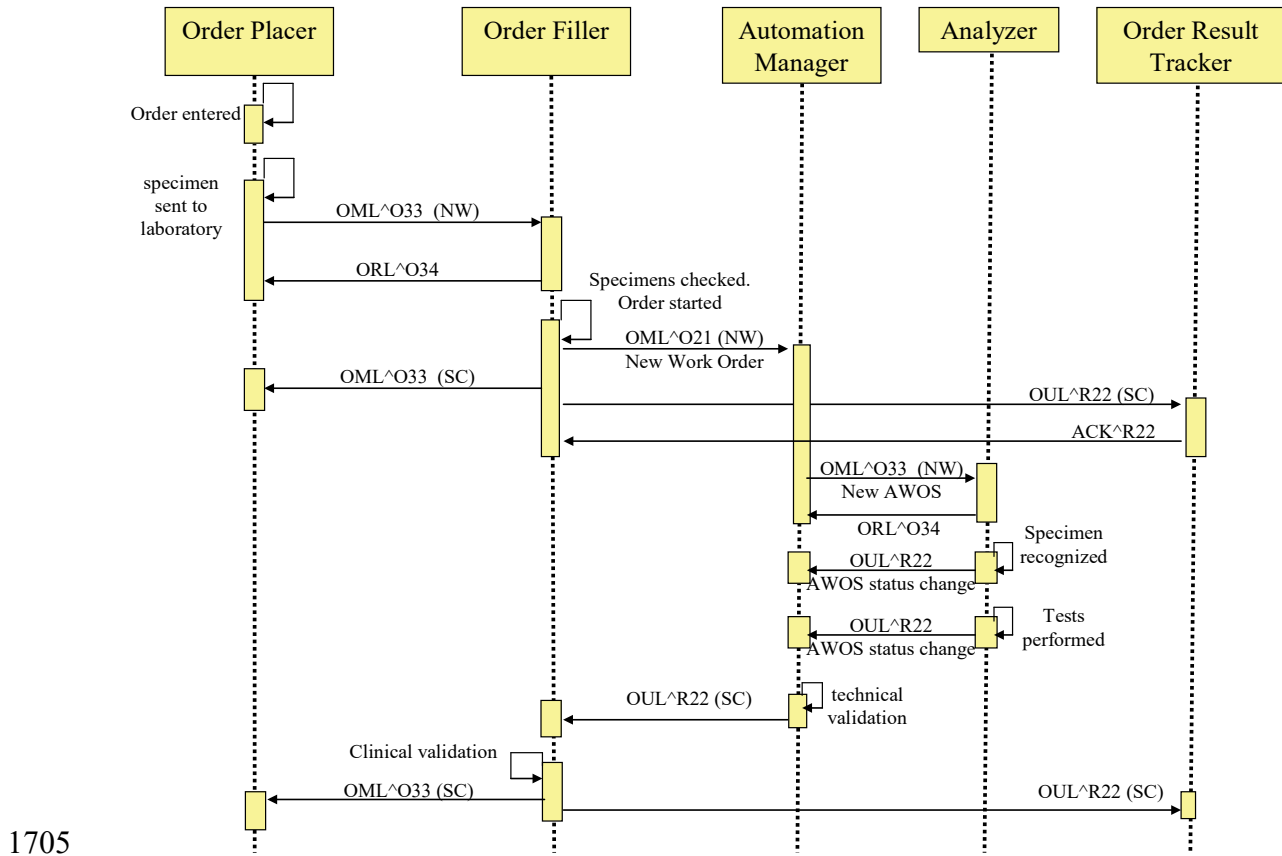 Order Placer
Order Filler
Automation
Manager
Analyzer
Order Result
Tracker
Order entered
specimen
sent to
laboratory
OML^O33 (NW)
ORL^O34
Specimens checked.
Order started
OML^O21 (NW)
New Work Order
OML^O33 (SC)
OUL^R22 (SC)
ACK^R22
OML^O33 (NW)
New AWOS
ORL^O34
Specimen
recognized
OUL^R22
AWOS status change
Tests
performed
OUL^R22
AWOS status change
technical
validation
OUL^R22 (SC)
Clinical validation
OML^O33 (SC)
OUL^R22 (SC)
1705